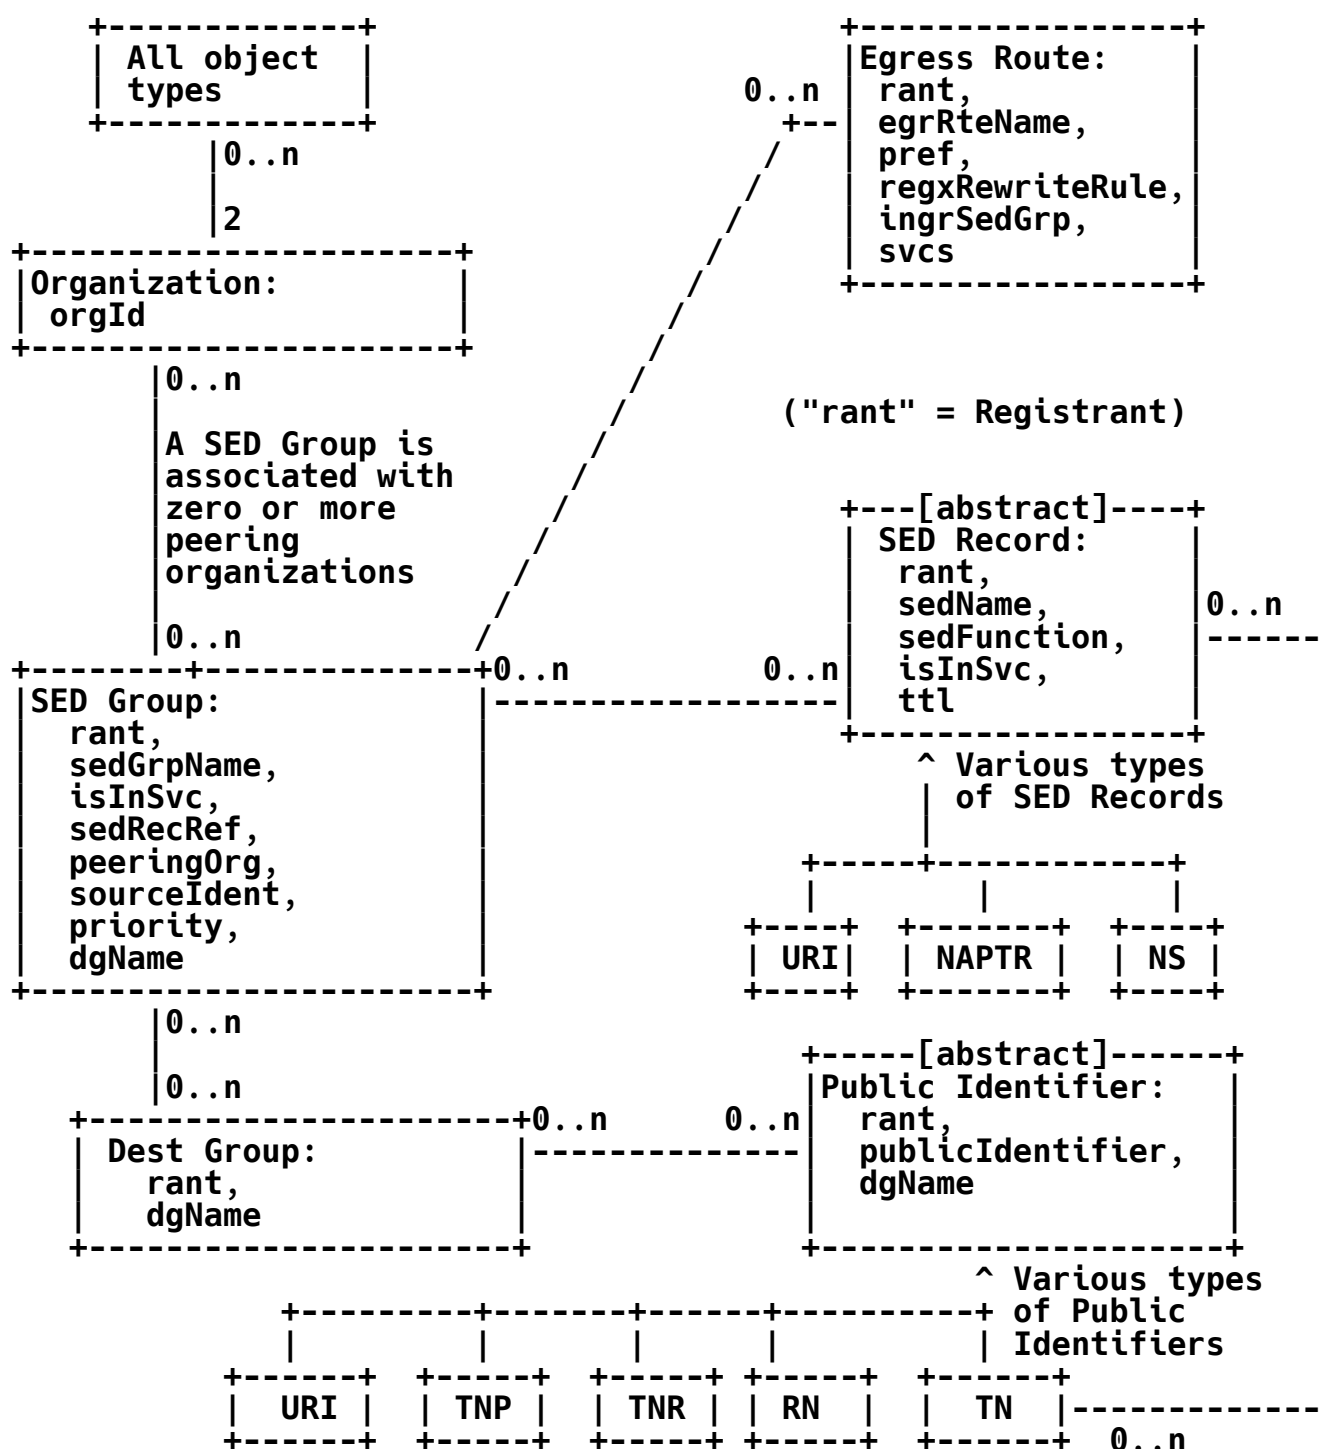 +-------------+                        +----------------+
| All object  |                        |Egress Route:    |
| types       |                   0..n | rant,           |
+-------------+                     +--| egrRteName,     |
      |0..n                        /   | pref,           |
      |                           /    | regxRewriteRule,|
      |2                         /     | ingrSedGrp,     |
+----------------------+        /      | svcs            |
|Organization:         |       /       +-----------------+
| orgId                |      /
+----------------------+     /
       |0..n                /
       |                   /     ("rant" = Registrant)
       |A SED Group is    /
       |associated with  /
       |zero or more    /              +---[abstract]----+
       |peering        /               | SED Record:     |
       |organizations /                |  rant,          |
       |             /                 |  sedName,       |0..n
       |0..n        /                  |  sedFunction,   |------
+--------+--------------+0..n      0..n|  isInSvc,       |
|SED Group:             |--------------|  ttl            |
|  rant,                |              +-----------------+
|  sedGrpName,          |                  ^ Various types
|  isInSvc,             |                  | of SED Records
|  sedRecRef,           |                  |
|  peeringOrg,          |            +-----+------------+
|  sourceIdent,         |            |        |         |
|  priority,            |         +----+  +-------+  +----+
|  dgName               |         | URI|  | NAPTR |  | NS |
+-----------------------+         +----+  +-------+  +----+
       |0..n
       |                             +-----[abstract]------+
       |0..n                         |Public Identifier:   |
   +----------------------+0..n  0..n|  rant,              |
   | Dest Group:          |----------|  publicIdentifier,  |
   |   rant,              |          |  dgName             |
   |   dgName             |          |                     |
   +----------------------+          +---------------------+
                                              ^ Various types
              +---------+-------+------+----------+ of Public
              |         |       |      |          | Identifiers
           +------+  +-----+  +-----+ +-----+  +------+
           |  URI |  | TNP |  | TNR | | RN  |  |  TN  |-------------
           +------+  +-----+  +-----+ +-----+  +------+  0..n